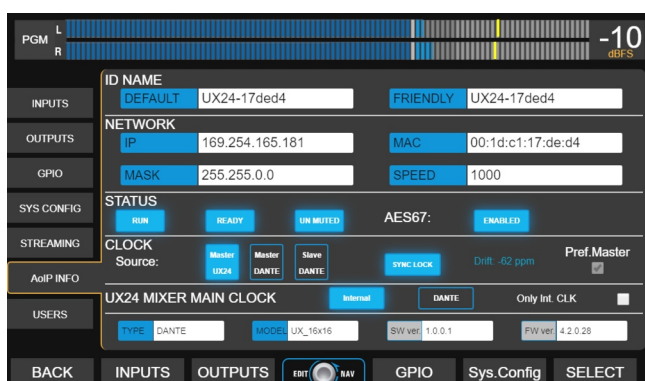 PGM L R -10 dBFS
ID NAME
DEFAULT UX24-17ded4 FRIENDLY UX24-17ded4
INPUTS
NETWORK
IP 169.254.165.181 MAC 00:1d:c1:17:de:d4
OUTPUTS
MASK 255.255.0.0 SPEED 1000
GPIO
STATUS
SYS CONFIG
RUN READY UN MUTED AES67: ENABLED
STREAMING
CLOCK
Source: Master UX24 Master DANTE Slave DANTE SYNC LOCK Drift: -62 ppm Pref.Master
AoIP INFO
UX24 MIXER MAIN CLOCK Internal DANTE Only Int. CLK
USERS
TYPE DANTE MODEL UX_16x16 SW ver. 1.0.0.1 FW ver. 4.2.0.28
BACK INPUTS OUTPUTS EDIT NAV GPIO Sys.Config SELECT